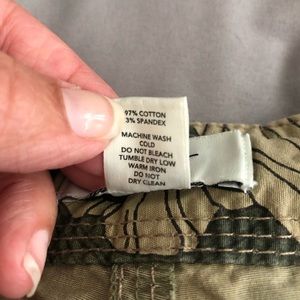 97% COTTON
3% SPANDEX
MACHINE WASH
COLD
DO NOT BLEACH
TUMBLE DRY LOW
WARM IRON
DO NOT
DRY CLEAN